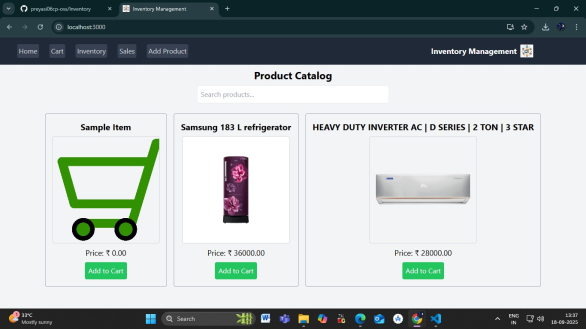 preyas06cp-oss/inventory
Inventory Management
localhost:3000
Home
Cart
Inventory
Sales
Add Product
Inventory Management
Product Catalog
Search products...
Sample Item
Samsung 183 L refrigerator
HEAVY DUTY INVERTER AC | D SERIES | 2 TON | 3 STAR
Price: ₹ 0.00
Price: ₹ 36000.00
Price: ₹ 28000.00
Add to Cart
Add to Cart
Add to Cart
33°C
Mostly sunny
Search
ENG
IN
13:37
18-09-2025